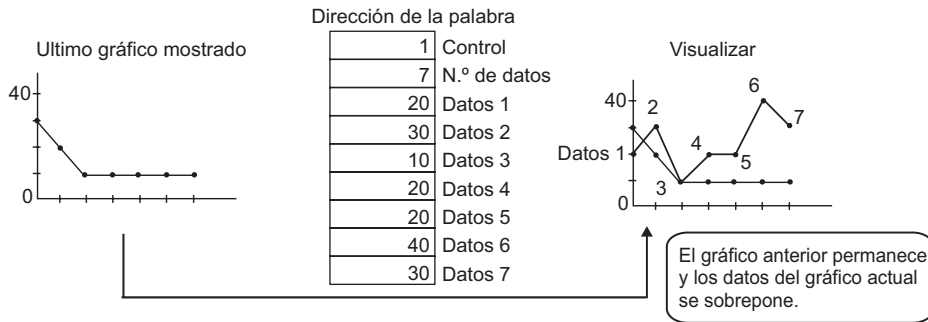 Dirección de la palabra
Ultimo gráfico mostrado
40
0
1 Control
7 N.º de datos
20 Datos 1
30 Datos 2
10 Datos 3
20 Datos 4
20 Datos 5
40 Datos 6
30 Datos 7
Visualizar
40
Datos 1
0
2
3
4
5
6
7
El gráfico anterior permanece
y los datos del gráfico actual
se sobrepone.